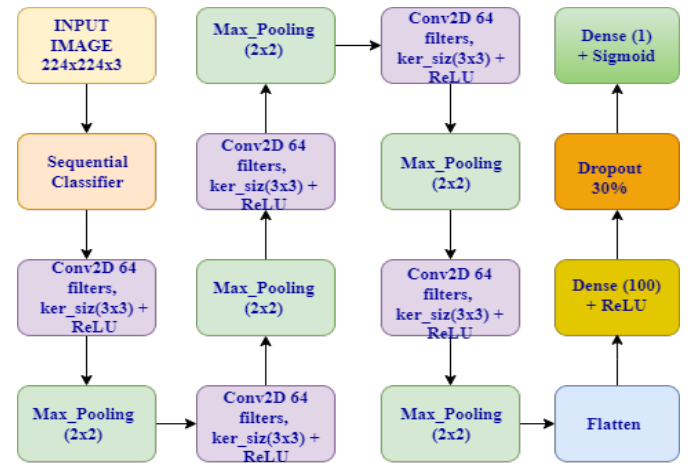 INPUT
IMAGE
224x224x3
Sequential
Classifier
Conv2D 64
filters,
ker_siz(3x3) +
ReLU
Max_Pooling
(2x2)
Conv2D 64
filters,
ker_siz(3x3) +
ReLU
Max_Pooling
(2x2)
Conv2D 64
filters,
ker_siz(3x3) +
ReLU
Max_Pooling
(2x2)
Conv2D 64
filters,
ker_siz(3x3) +
ReLU
Max_Pooling
(2x2)
Conv2D 64
filters,
ker_siz(3x3) +
ReLU
Max_Pooling
(2x2)
Flatten
Dense (100)
+ ReLU
Dropout
30%
Dense (1)
+ Sigmoid